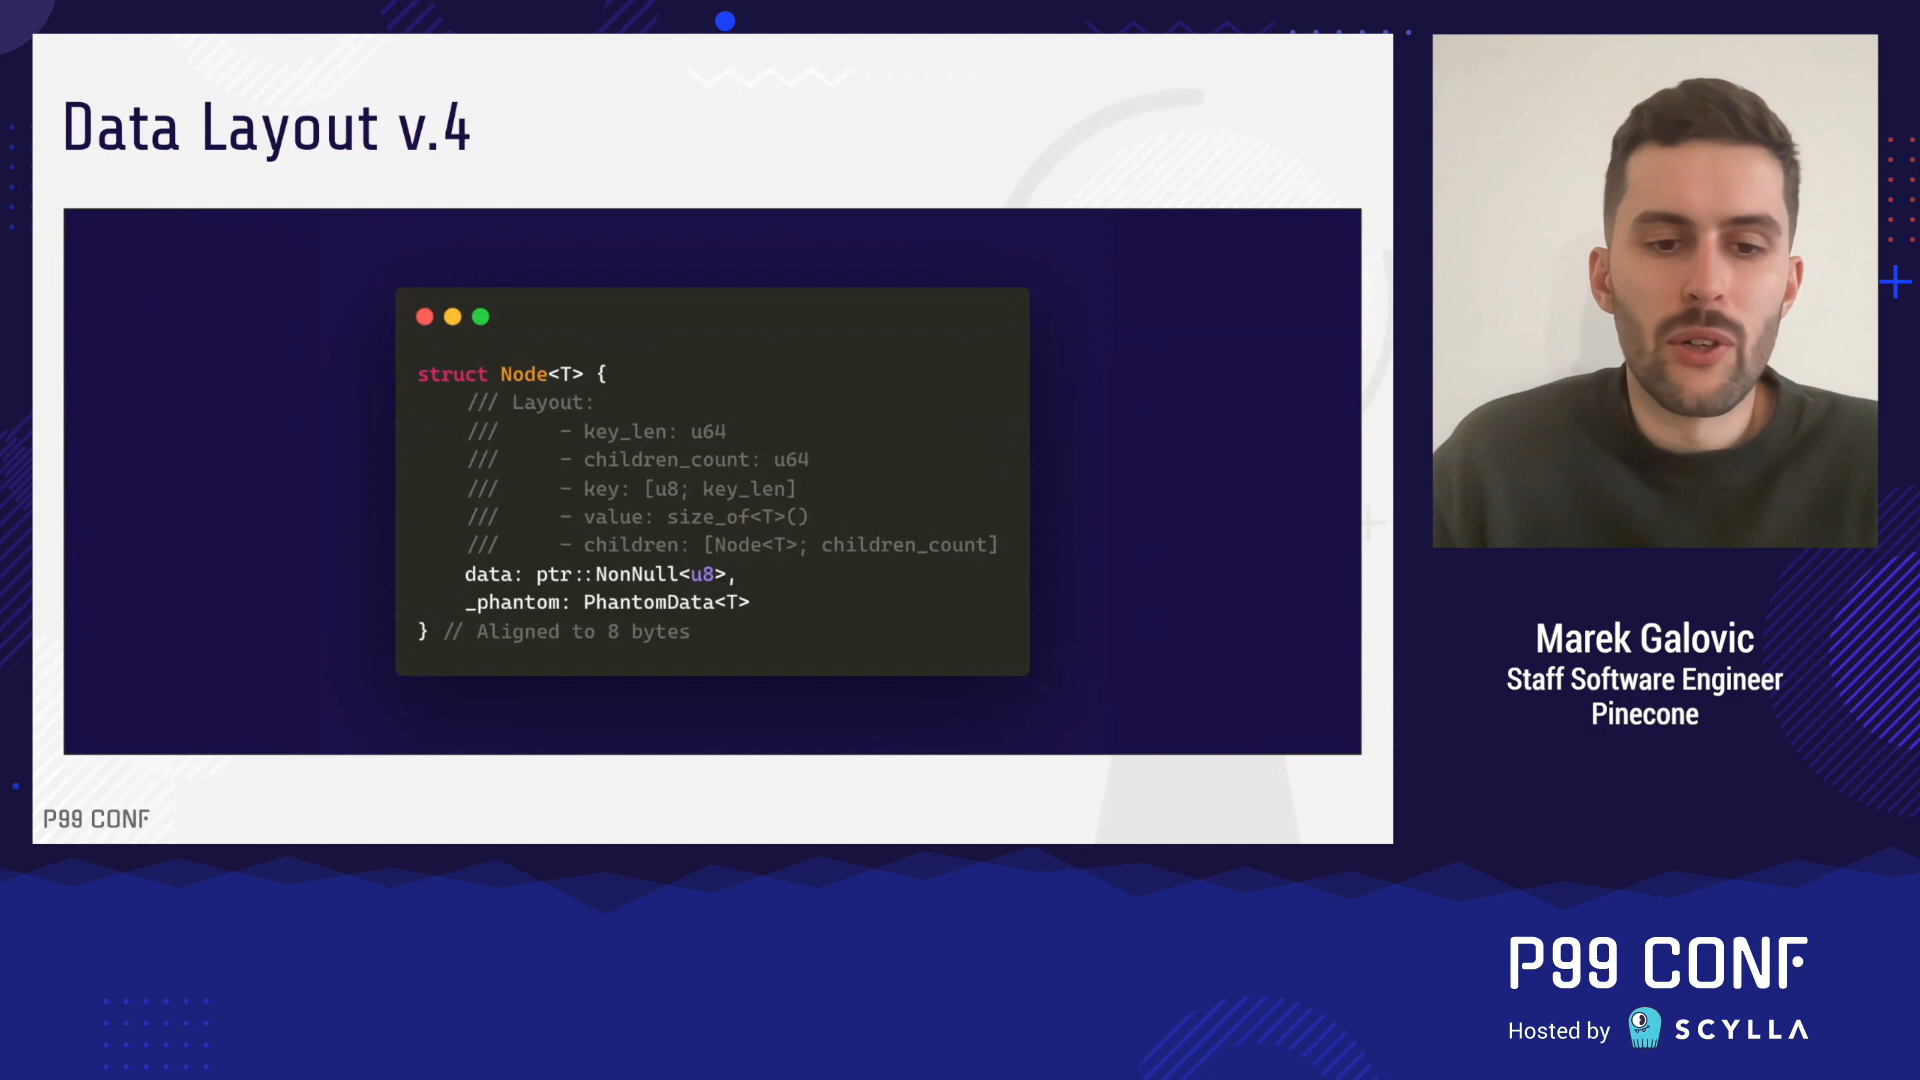 Data Layout v.4
struct Node<T> {
/// Layout:
/// - key_len: u64
/// - children_count: u64
/// - key: [u8; key_len]
/// - value: size_of<T>()
/// - children: [Node<T>; children_count]
data: ptr::NonNull<u8>,
_phantom: PhantomData<T>
} // Aligned to 8 bytes
P99 CONF
Marek Galovic
Staff Software Engineer
Pinecone
P99 CONF
Hosted by SCYLLA